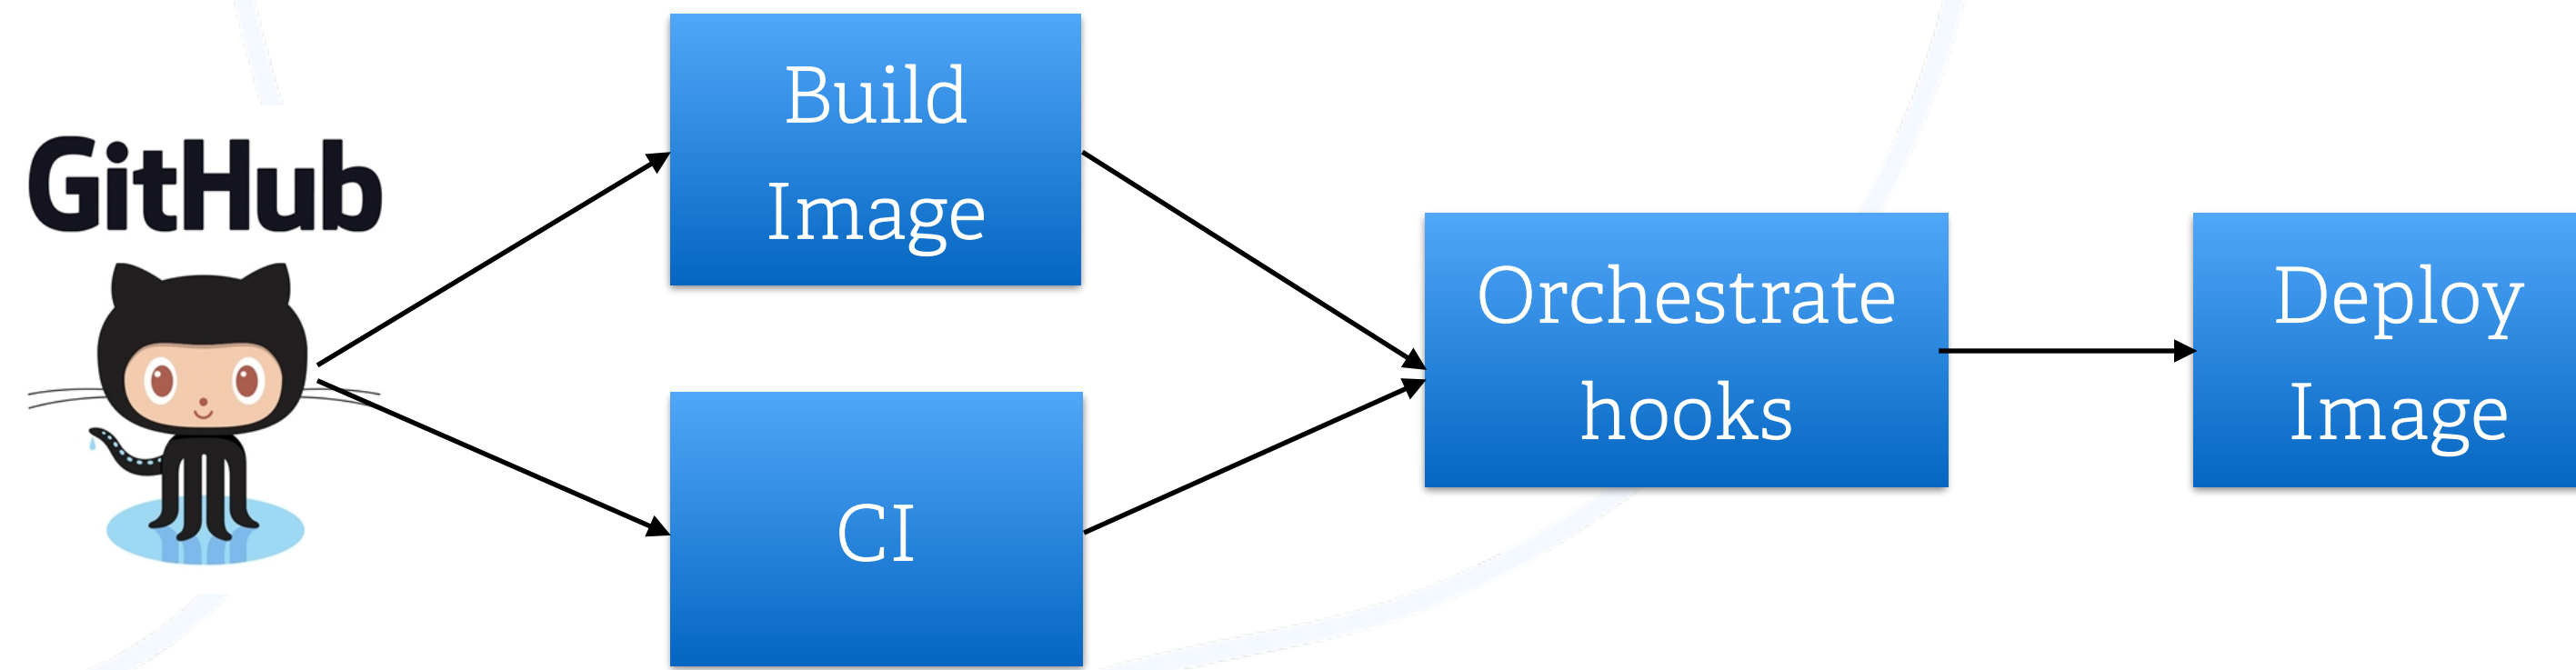 GitHub
Build
Image
CI
Orchestrate
hooks
Deploy
Image